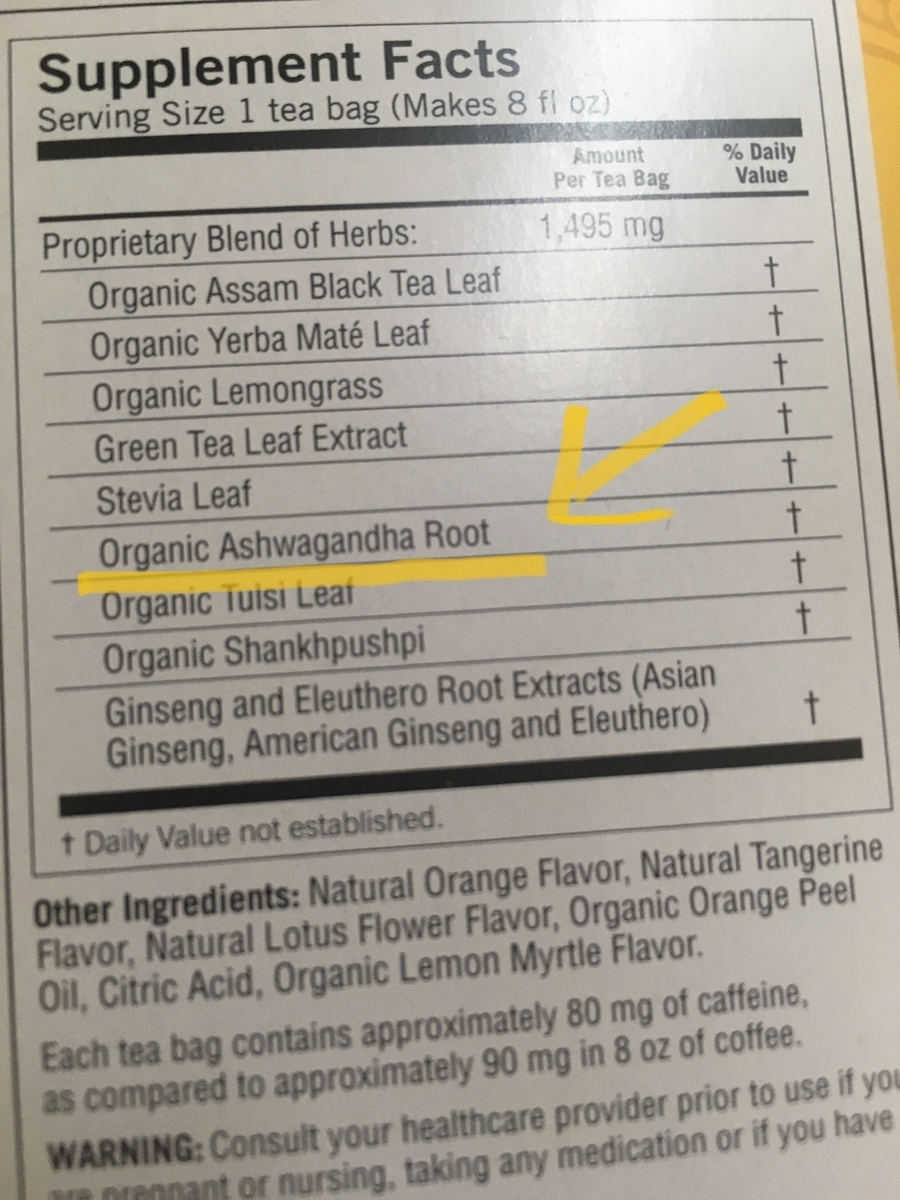 Supplement Facts
Serving Size 1 tea bag (Makes 8 fl oz)
Amount Per Tea Bag
% Daily Value
Proprietary Blend of Herbs: 1,495 mg
Organic Assam Black Tea Leaf †
Organic Yerba Maté Leaf †
Organic Lemongrass †
Green Tea Leaf Extract †
Stevia Leaf †
Organic Ashwagandha Root †
Organic Tulsi Leaf †
Organic Shankhpushpi †
Ginseng and Eleuthero Root Extracts (Asian
Ginseng, American Ginseng and Eleuthero) †
† Daily Value not established.
Other Ingredients: Natural Orange Flavor, Natural Tangerine
Flavor, Natural Lotus Flower Flavor, Organic Orange Peel
Oil, Citric Acid, Organic Lemon Myrtle Flavor.
Each tea bag contains approximately 80 mg of caffeine,
as compared to approximately 90 mg in 8 oz of coffee.
WARNING: Consult your healthcare provider prior to use if you
are pregnant or nursing, taking any medication or if you have